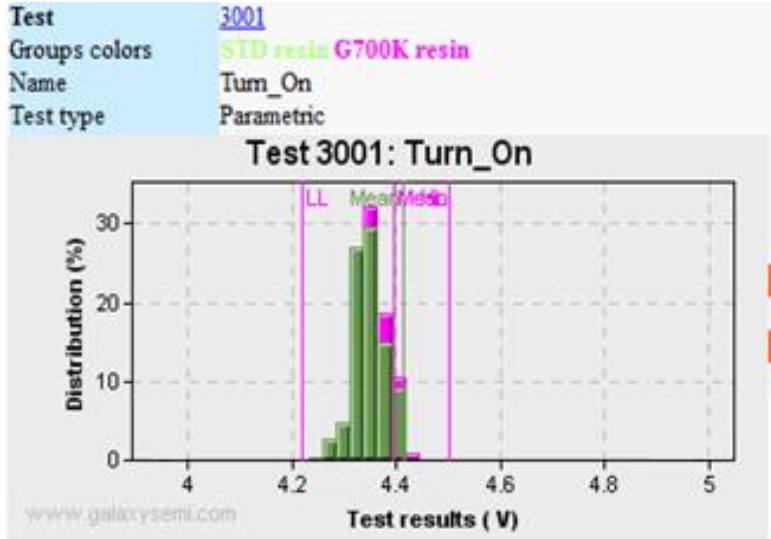 Test 3001
Groups colors STD resin G700K resin
Name Turn_On
Test type Parametric
Test 3001: Turn_On
LL Mean
Distribution (%)
30
20
10
0
4 4.2 4.4 4.6 4.8 5
www.galaxysemi.com
Test results ( V)